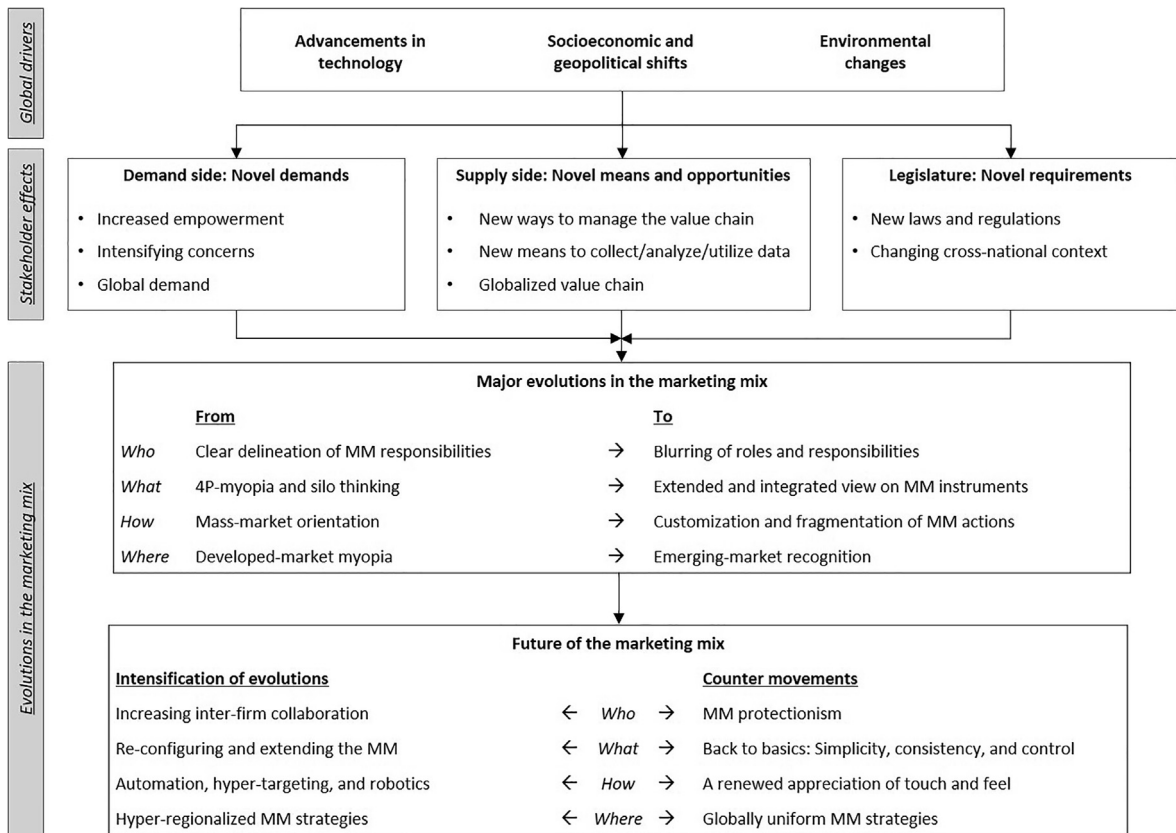 Global drivers
Advancements in
technology
Socioeconomic and
geopolitical shifts
Environmental
changes
Stakeholder effects
Demand side: Novel demands
• Increased empowerment
• Intensifying concerns
• Global demand
Supply side: Novel means and opportunities
• New ways to manage the value chain
• New means to collect/analyze/utilize data
• Globalized value chain
Legislature: Novel requirements
• New laws and regulations
• Changing cross-national context
Evolutions in the marketing mix
Major evolutions in the marketing mix
From To
Who Clear delineation of MM responsibilities → Blurring of roles and responsibilities
What 4P-myopia and silo thinking → Extended and integrated view on MM instruments
How Mass-market orientation → Customization and fragmentation of MM actions
Where Developed-market myopia → Emerging-market recognition
Future of the marketing mix
Intensification of evolutions Counter movements
Increasing inter-firm collaboration ← Who → MM protectionism
Re-configuring and extending the MM ← What → Back to basics: Simplicity, consistency, and control
Automation, hyper-targeting, and robotics ← How → A renewed appreciation of touch and feel
Hyper-regionalized MM strategies ← Where → Globally uniform MM strategies